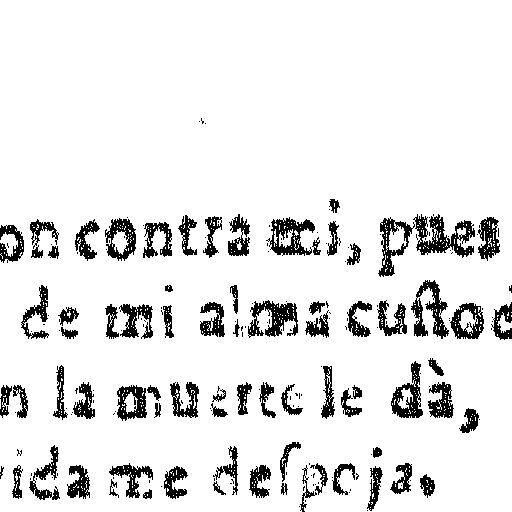 on contra mi, pues
de mi alma cuſtod
n la muerte le dà,
vida me deſpoja.